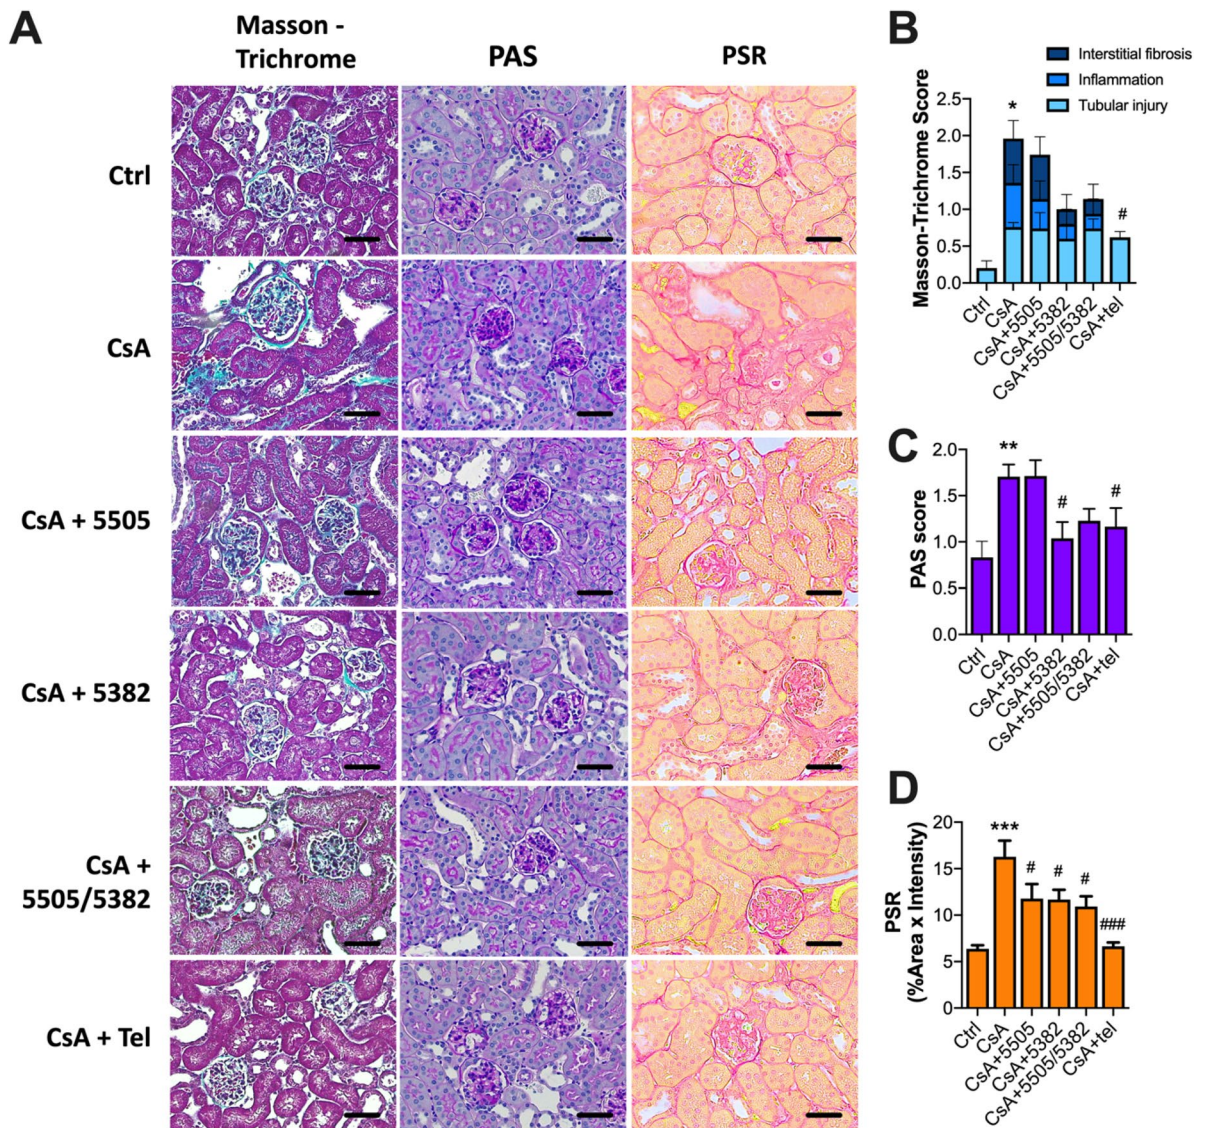 A
Masson -
Trichrome
PAS
PSR
Ctrl
CsA
CsA + 5505
CsA + 5382
CsA +
5505/5382
CsA + Tel
B
Interstitial fibrosis
Inflammation
Tubular injury
Masson-Trichrome Score
2.5
2.0
1.5
1.0
0.5
0.0
*
#
Ctrl
CsA
CsA+5505
CsA+5382
CsA+5505/5382
CsA+tel
C
PAS score
2.0
1.5
1.0
0.5
0.0
**
#
#
Ctrl
CsA
CsA+5505
CsA+5382
CsA+5505/5382
CsA+tel
D
PSR
(%Area x Intensity)
20
15
10
5
0
***
#
#
#
###
Ctrl
CsA
CsA+5505
CsA+5382
CsA+5505/5382
CsA+tel